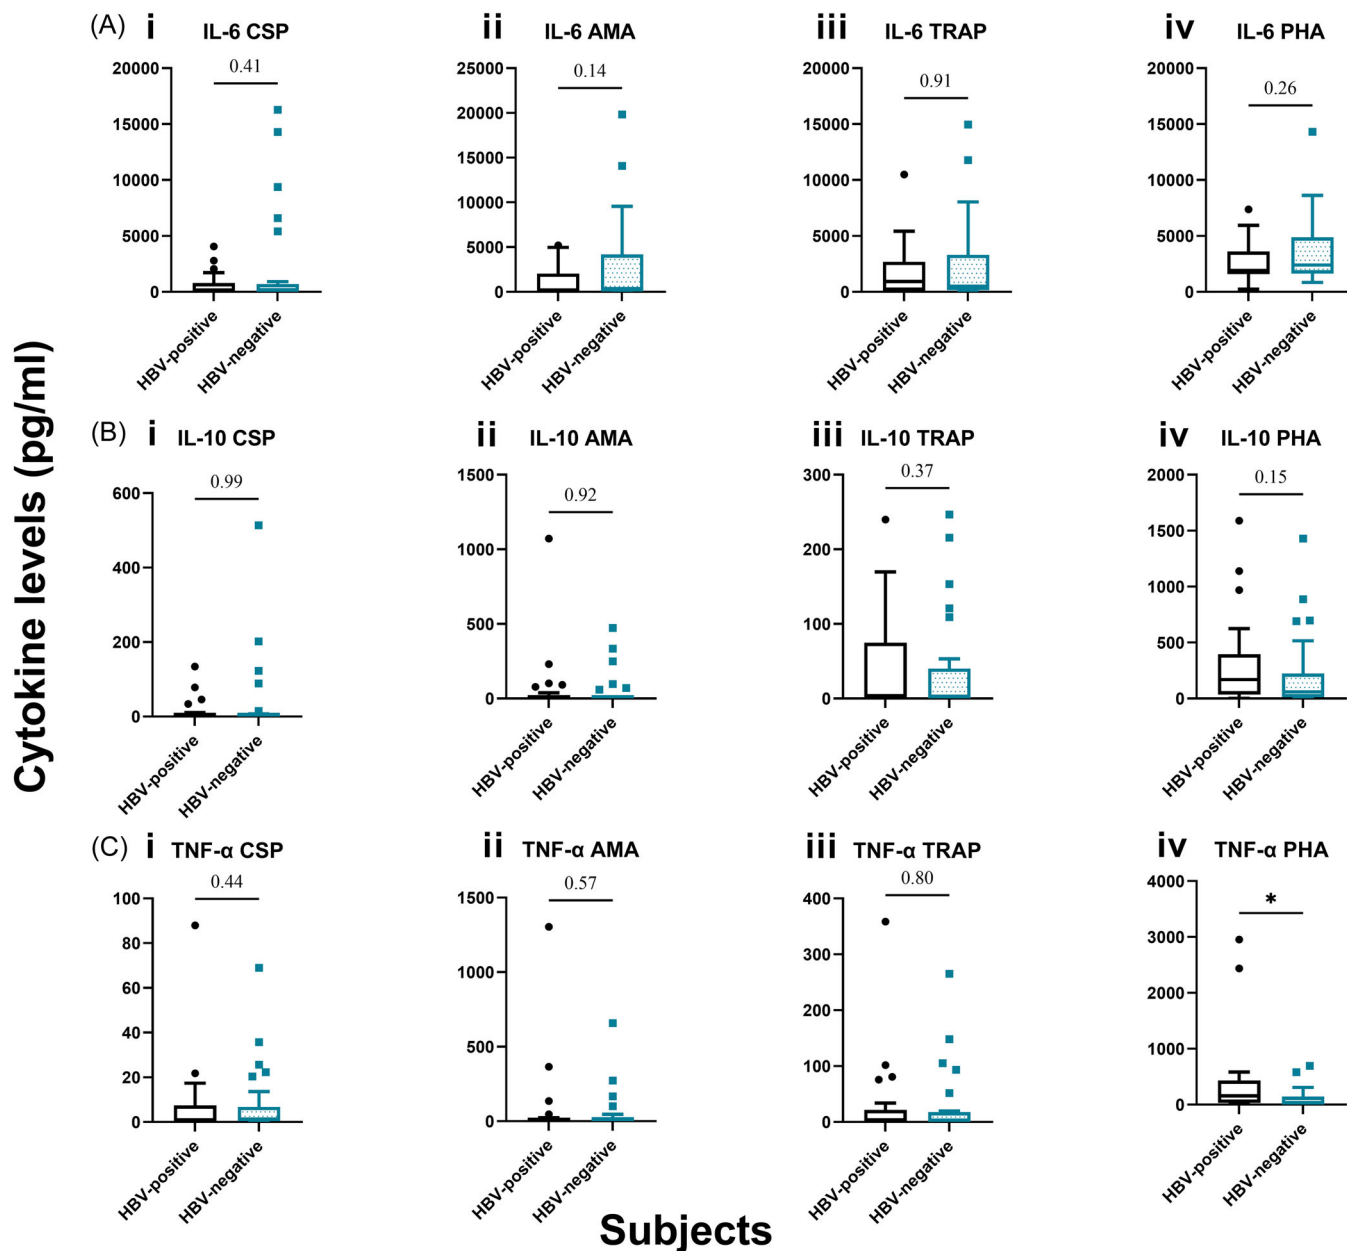 (A) i IL-6 CSP
0.41
20000
15000
10000
5000
0
HBV-positive
HBV-negative
ii IL-6 AMA
0.14
25000
20000
15000
10000
5000
0
HBV-positive
HBV-negative
iii IL-6 TRAP
0.91
20000
15000
10000
5000
0
HBV-positive
HBV-negative
iv IL-6 PHA
0.26
20000
15000
10000
5000
0
HBV-positive
HBV-negative
Cytokine levels (pg/ml)
(B) i IL-10 CSP
0.99
600
400
200
0
HBV-positive
HBV-negative
ii IL-10 AMA
0.92
1500
1000
500
0
HBV-positive
HBV-negative
iii IL-10 TRAP
0.37
300
200
100
0
HBV-positive
HBV-negative
iv IL-10 PHA
0.15
2000
1500
1000
500
0
HBV-positive
HBV-negative
(C) i TNF-α CSP
0.44
100
80
60
40
20
0
HBV-positive
HBV-negative
ii TNF-α AMA
0.57
1500
1000
500
0
HBV-positive
HBV-negative
iii TNF-α TRAP
0.80
400
300
200
100
0
HBV-positive
HBV-negative
iv TNF-α PHA
*
4000
3000
2000
1000
0
HBV-positive
HBV-negative
Subjects